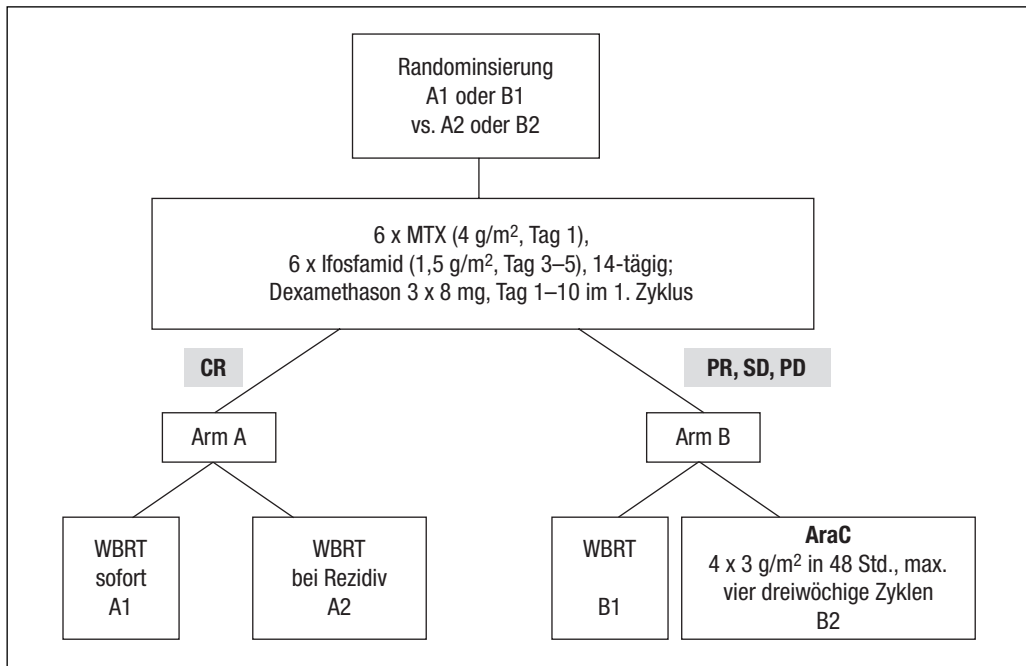 Randominsierung
A1 oder B1
vs. A2 oder B2
6 x MTX (4 g/m², Tag 1),
6 x Ifosfamid (1,5 g/m², Tag 3–5), 14-tägig;
Dexamethason 3 x 8 mg, Tag 1–10 im 1. Zyklus
CR
PR, SD, PD
Arm A
Arm B
WBRT
sofort
A1
WBRT
bei Rezidiv
A2
WBRT
B1
AraC
4 x 3 g/m² in 48 Std., max.
vier dreiwöchige Zyklen
B2